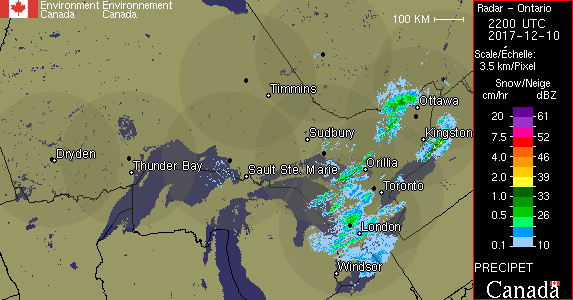 Environment Environnement
Canada Canada
100 KM
Timmins
Ottawa
Sudbury
Kingston
Dryden
Thunder Bay
Sault Ste. Marie
Orillia
Toronto
London
Windsor
Radar - Ontario
2200 UTC
2017-12-10
Scale/Échelle:
3.5 km/Pixel
Snow/Neige
cm/hr dBZ
20 61
7.5 52
4.0 46
2.0 39
1.0 33
0.5 26
0.1 10
PRECIPET
Canada